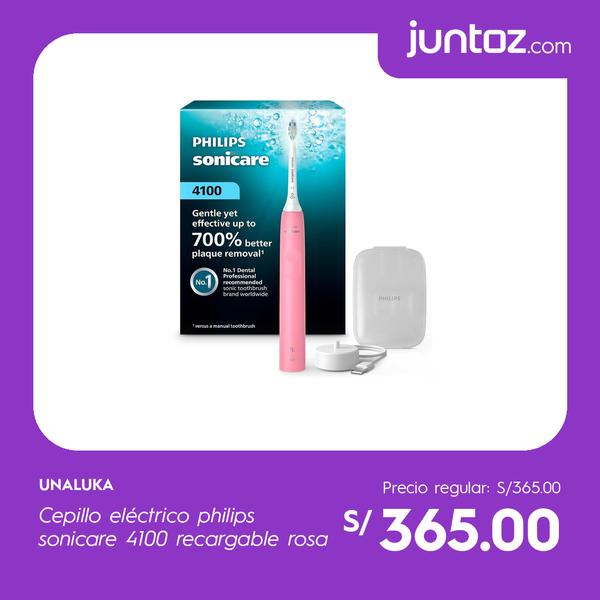 juntoz.com
PHILIPS
sonicare
4100
Gentle yet
effective up to
700% better
plaque removal¹
No.1
No.1 Dental
Professional
recommended
sonic toothbrush
brand worldwide
¹ versus a manual toothbrush
PHILIPS
UNALUKA
Cepillo eléctrico philips
sonicare 4100 recargable rosa
Precio regular: S/365.00
S/ 365.00